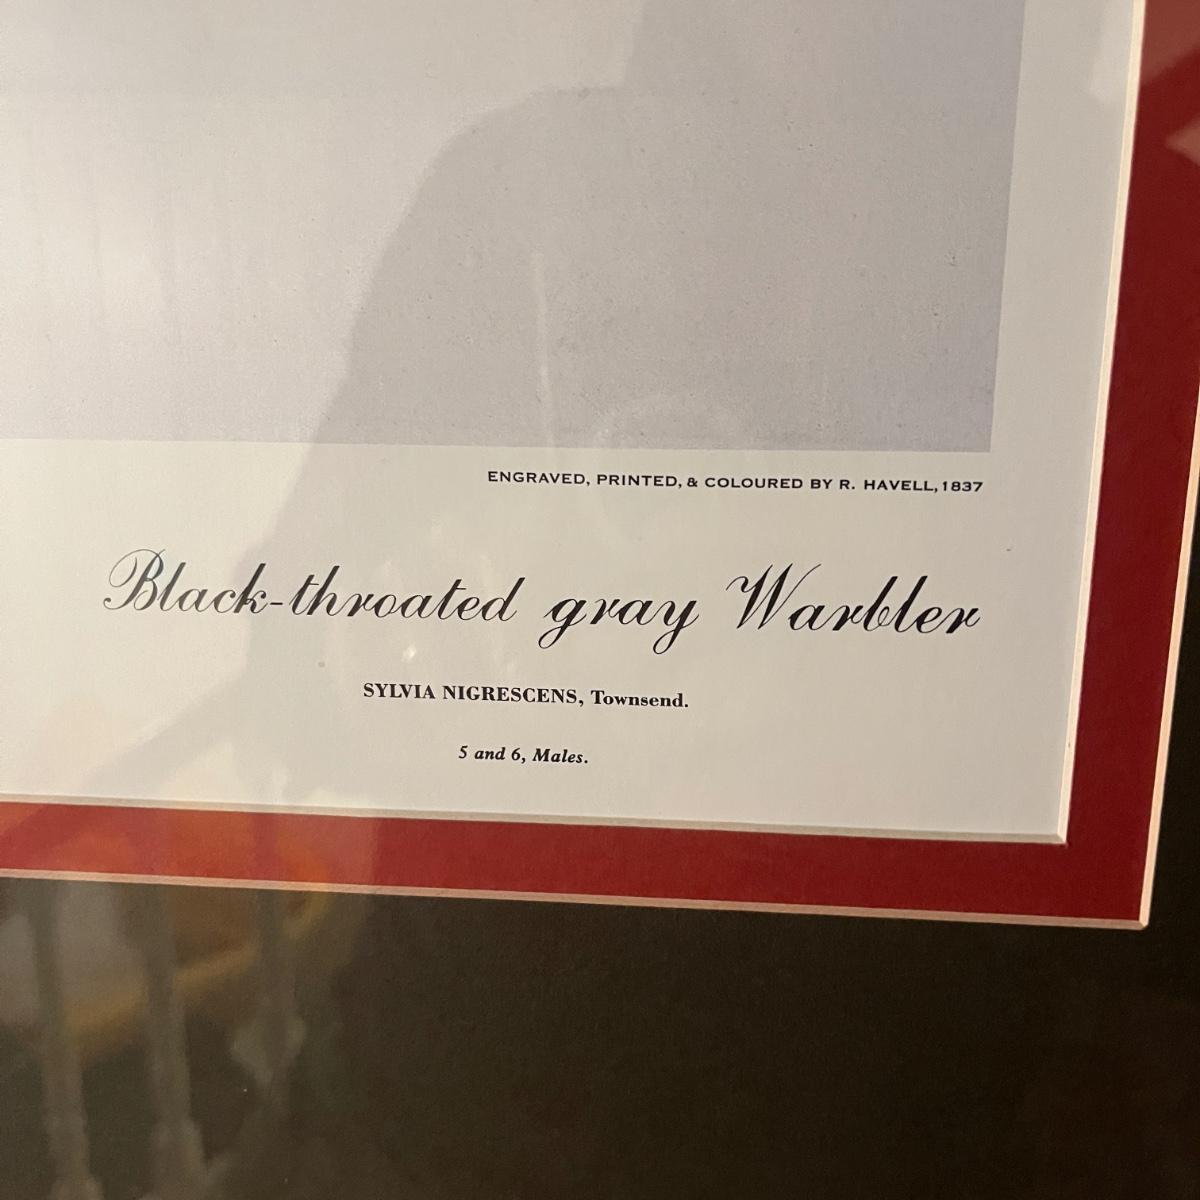 ENGRAVED, PRINTED, & COLOURED BY R. HAVELL, 1837
Black-throated gray Warbler
SYLVIA NIGRESCENS, Townsend.
5 and 6, Males.